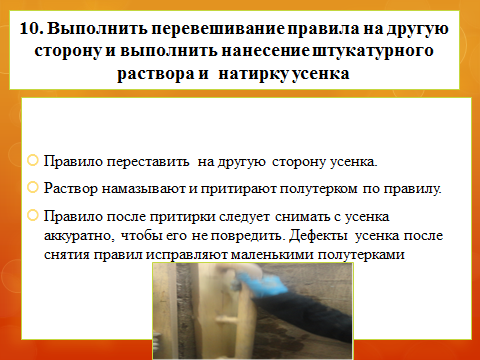 10. Выполнить перевешивание правила на другую
сторону и выполнить нанесение штукатурного
раствора и натирку усенка
Правило переставить на другую сторону усенка.
Раствор намазывают и притирают полутерком по правилу.
Правило после притирки следует снимать с усенка
аккуратно, чтобы его не повредить. Дефекты усенка после
снятия правил исправляют маленькими полутерками